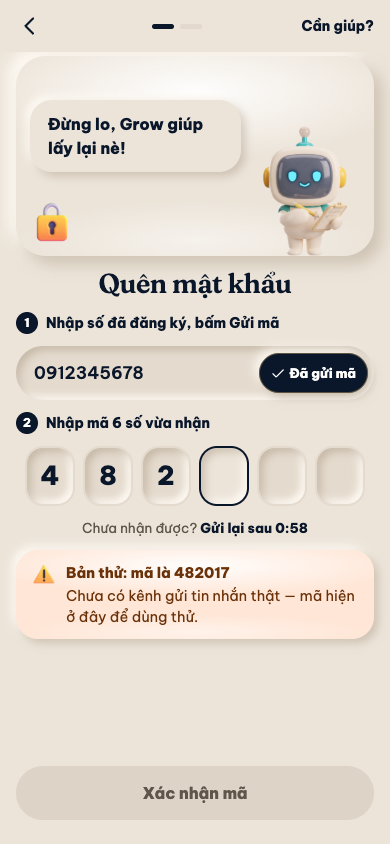 Cần giúp?
Đừng lo, Grow giúp
lấy lại nè!
Quên mật khẩu
1 Nhập số đã đăng ký, bấm Gửi mã
0912345678
Đã gửi mã
2 Nhập mã 6 số vừa nhận
4 8 2
Chưa nhận được? Gửi lại sau 0:58
Bản thử: mã là 482017
Chưa có kênh gửi tin nhắn thật — mã hiện
ở đây để dùng thử.
Xác nhận mã